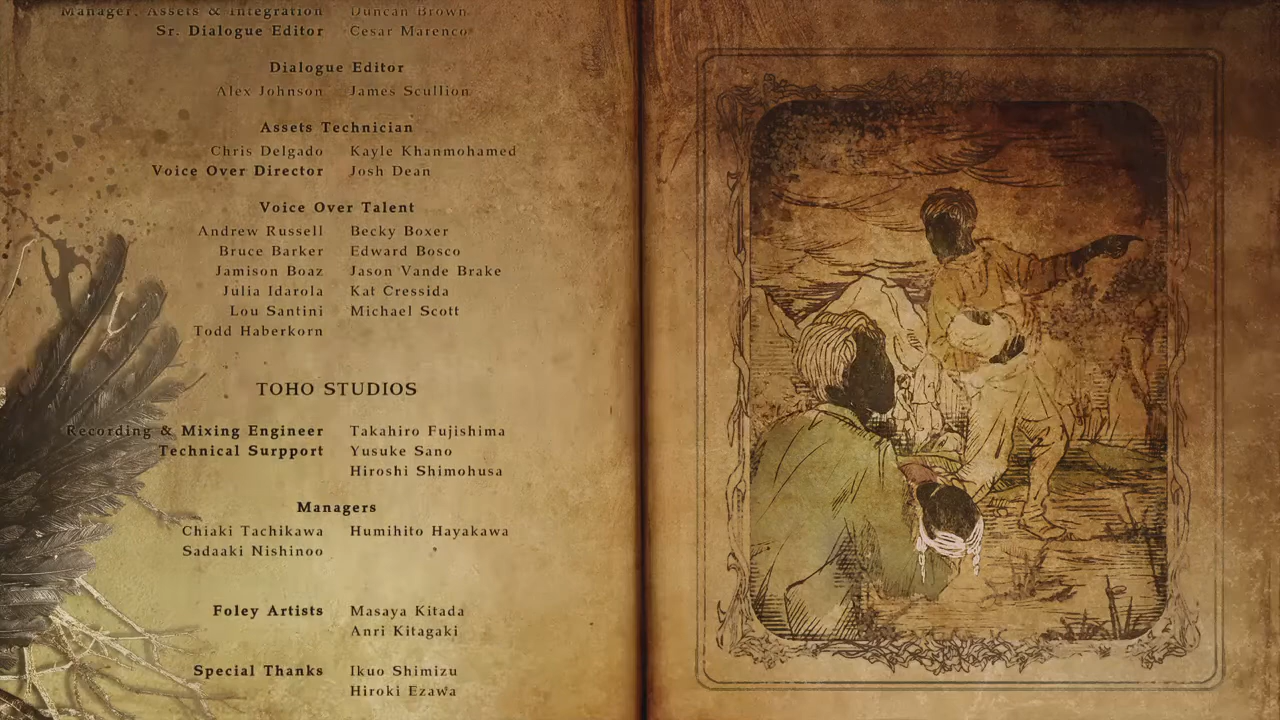 Manager, Assets & Integration Duncan Brown
Sr. Dialogue Editor Cesar Marenco
Dialogue Editor
Alex Johnson James Scullion
Assets Technician
Chris Delgado Kayle Khanmohamed
Voice Over Director Josh Dean
Voice Over Talent
Andrew Russell Becky Boxer
Bruce Barker Edward Bosco
Jamison Boaz Jason Vande Brake
Julia Idarola Kat Cressida
Lou Santini Michael Scott
Todd Haberkorn
TOHO STUDIOS
Recording & Mixing Engineer Takahiro Fujishima
Technical Surpport Yusuke Sano
Hiroshi Shimohusa
Managers
Chiaki Tachikawa Humihito Hayakawa
Sadaaki Nishinoo
Foley Artists Masaya Kitada
Anri Kitagaki
Special Thanks Ikuo Shimizu
Hiroki Ezawa